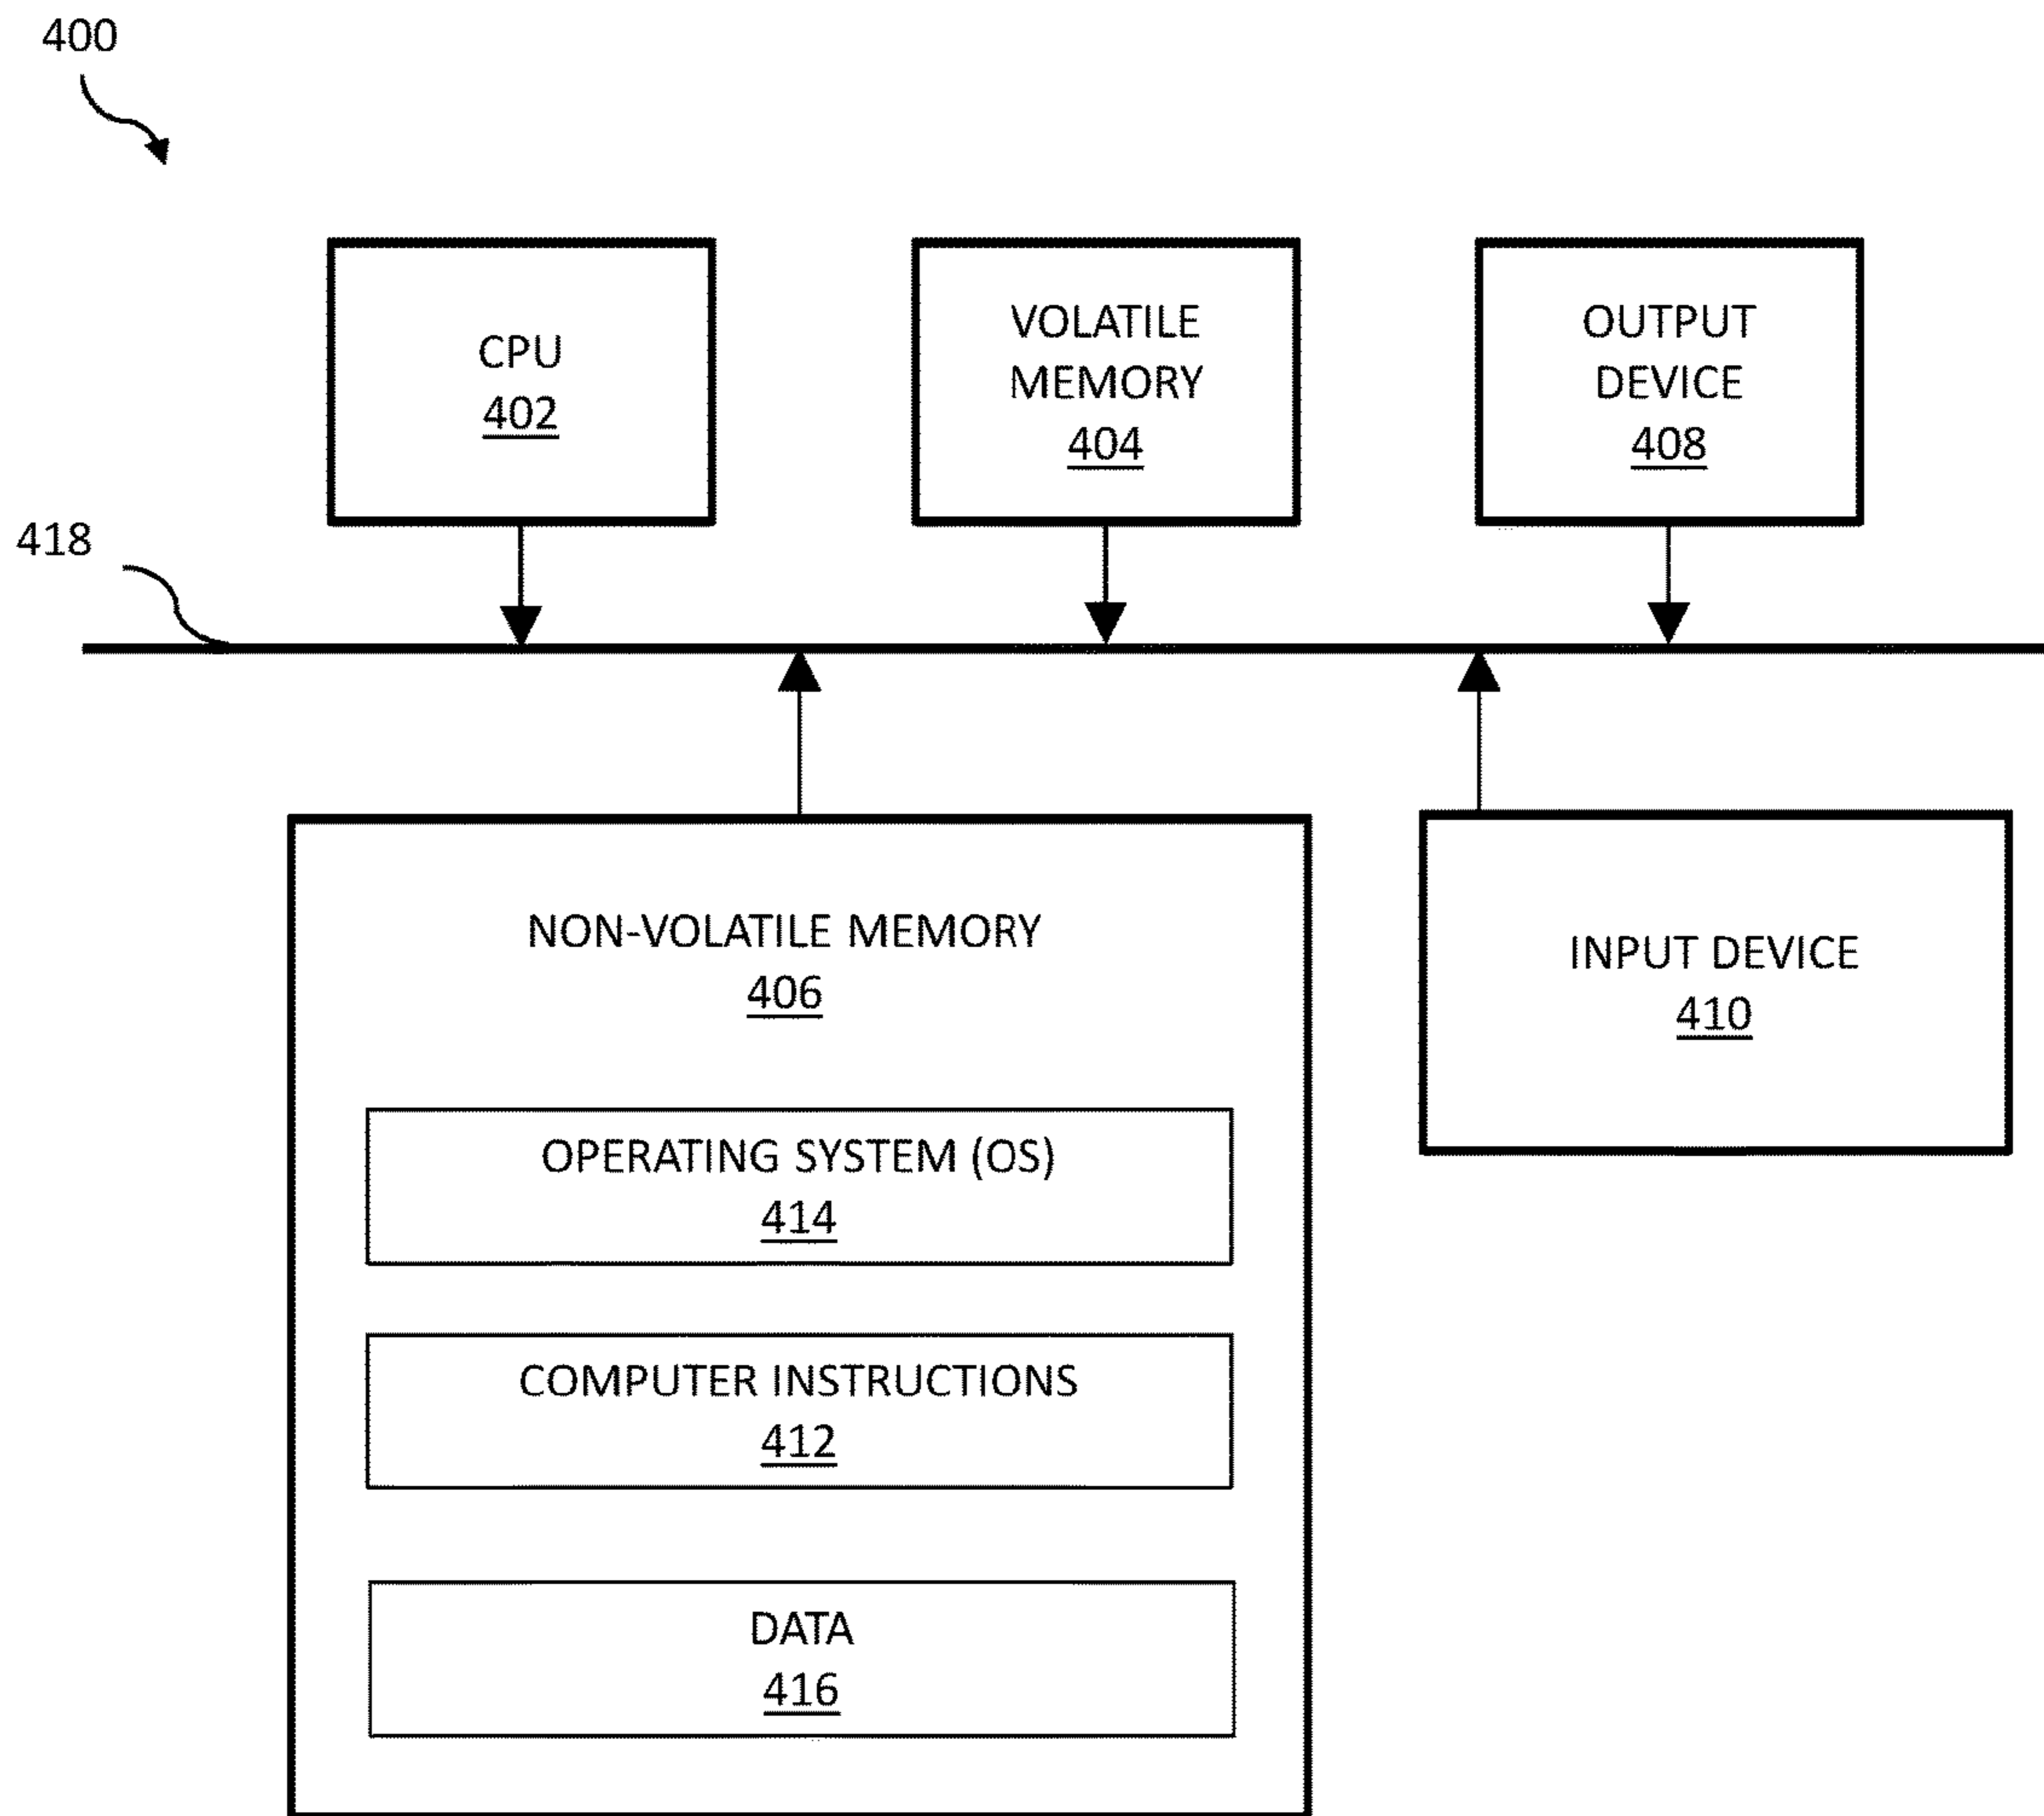 400
CPU
402
VOLATILE
MEMORY
404
OUTPUT
DEVICE
408
418
NON-VOLATILE MEMORY
406
INPUT DEVICE
410
OPERATING SYSTEM (OS)
414
COMPUTER INSTRUCTIONS
412
DATA
416